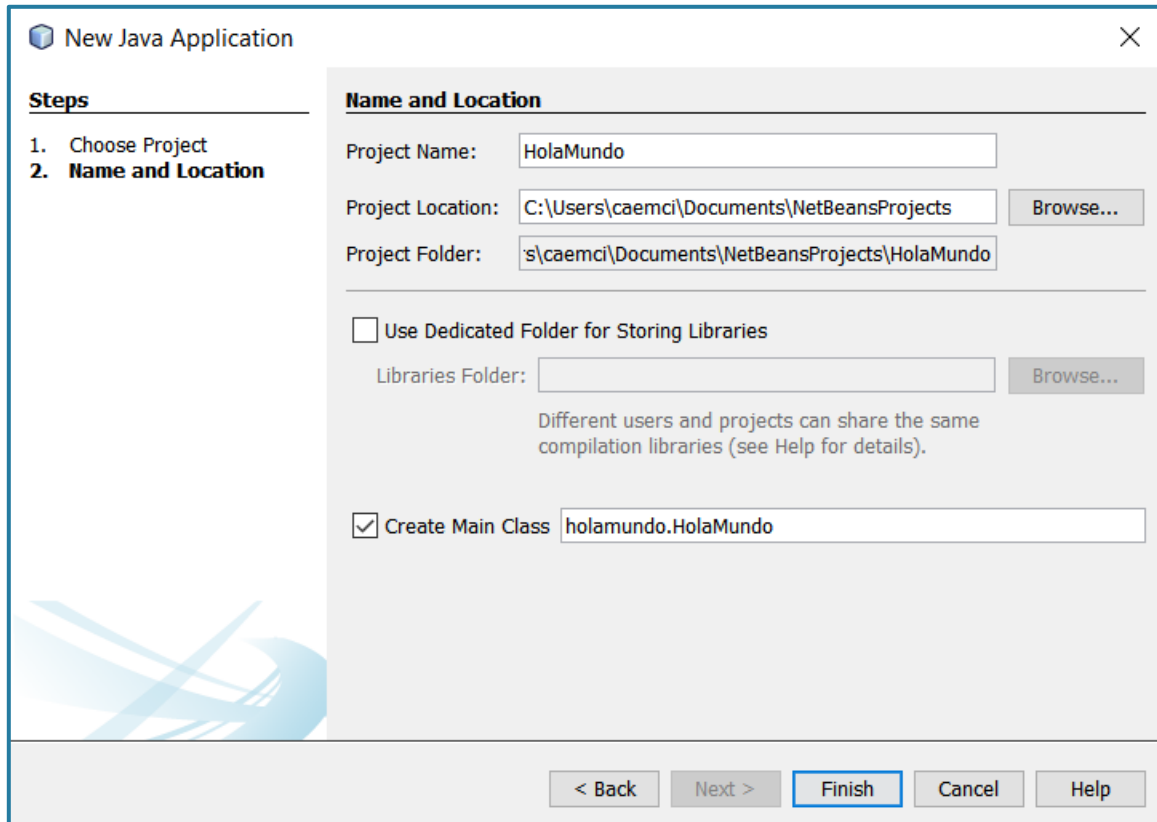 New Java Application
Steps
1. Choose Project
2. Name and Location
Name and Location
Project Name: HolaMundo
Project Location: C:\Users\caemci\Documents\NetBeansProjects Browse...
Project Folder: s\caemci\Documents\NetBeansProjects\HolaMundo
Use Dedicated Folder for Storing Libraries
Libraries Folder: Browse...
Different users and projects can share the same
compilation libraries (see Help for details).
Create Main Class holamundo.HolaMundo
< Back Next > Finish Cancel Help